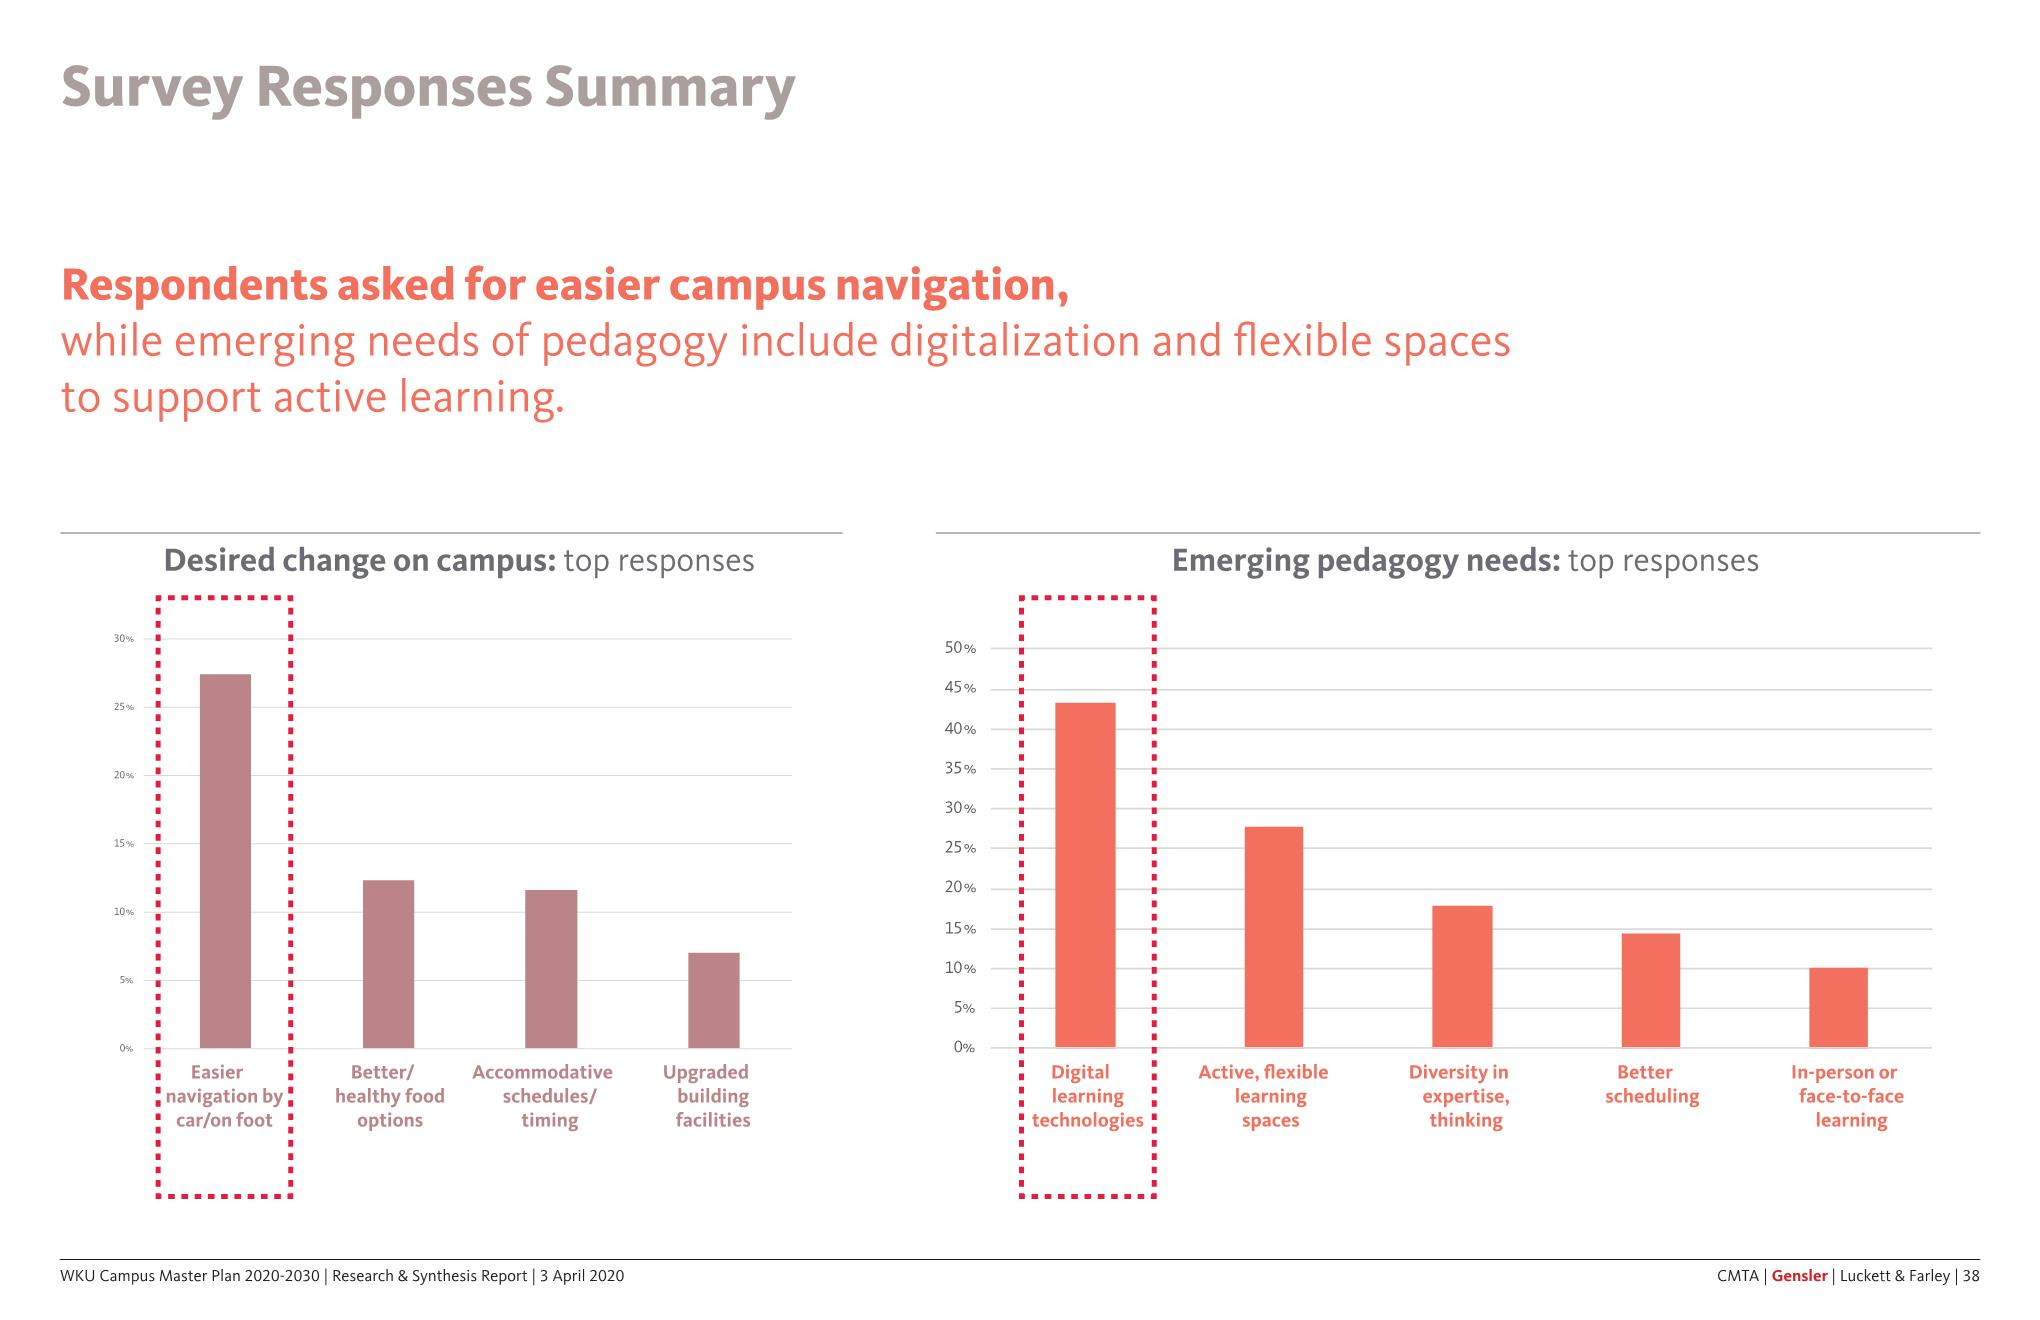 Survey Responses Summary
Respondents asked for easier campus navigation,
while emerging needs of pedagogy include digitalization and flexible spaces
to support active learning.
Desired change on campus: top responses
30%
25%
20%
15%
10%
5%
0%
Easier
navigation by
car/on foot
Better/
healthy food
options
Accommodative
schedules/
timing
Upgraded
building
facilities
Emerging pedagogy needs: top responses
50%
45%
40%
35%
30%
25%
20%
15%
10%
5%
0%
Digital
learning
technologies
Active, flexible
learning
spaces
Diversity in
expertise,
thinking
Better
scheduling
In-person or
face-to-face
learning
WKU Campus Master Plan 2020-2030 | Research & Synthesis Report | 3 April 2020
CMTA | Gensler | Luckett & Farley | 38